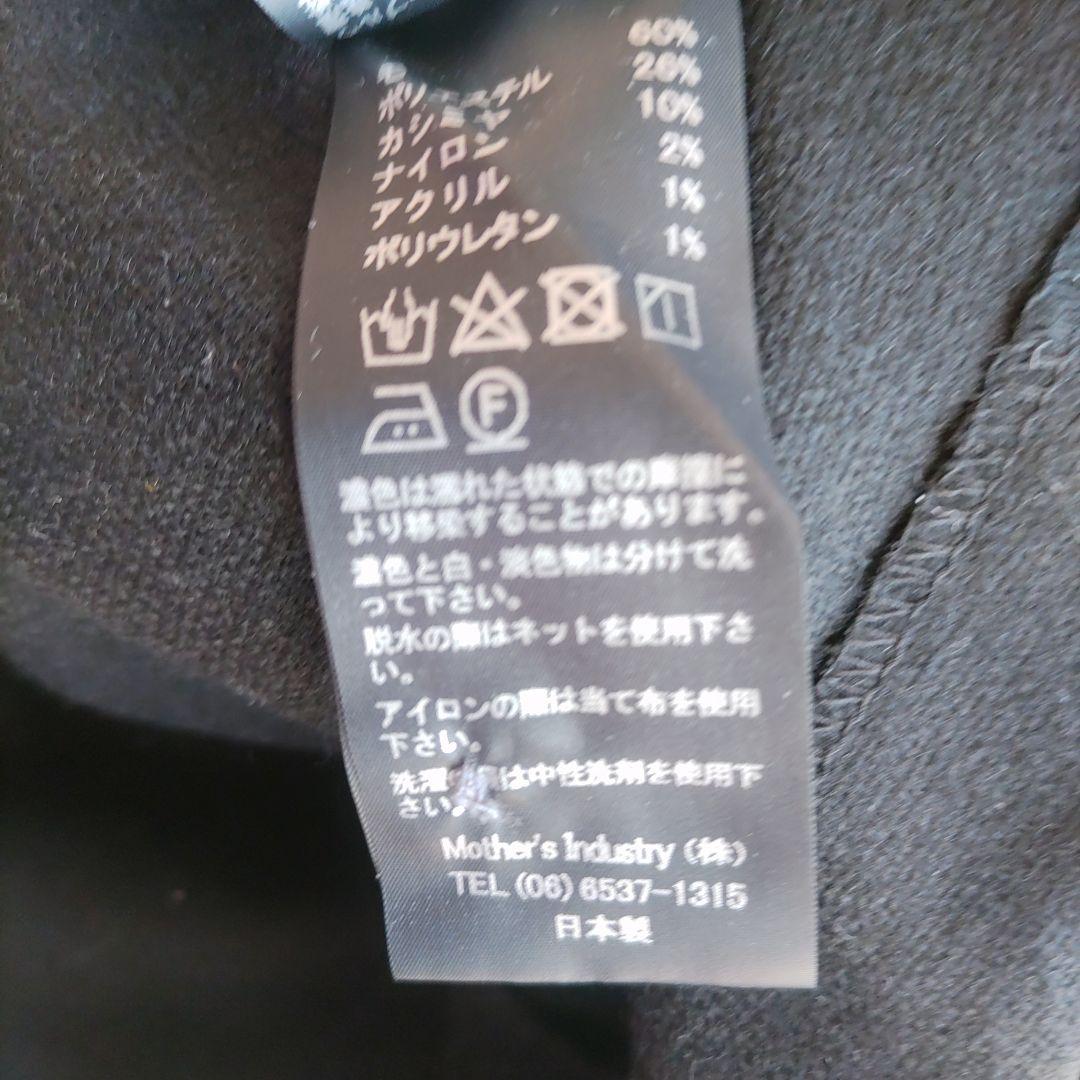 60%
ポリエステル 26%
カシミヤ 10%
ナイロン 2%
アクリル 1%
ポリウレタン 1%
F
濃色は濡れた状態での摩擦に
より移染することがあります。
濃色と白・淡色物は分けて洗
って下さい。
脱水の際はネットを使用下さ
い。
アイロンの際は当て布を使用
下さい。
洗濯 は中性洗剤を使用下
さい。
Mother's Industry (株)
TEL (06) 6537-1315
日本製